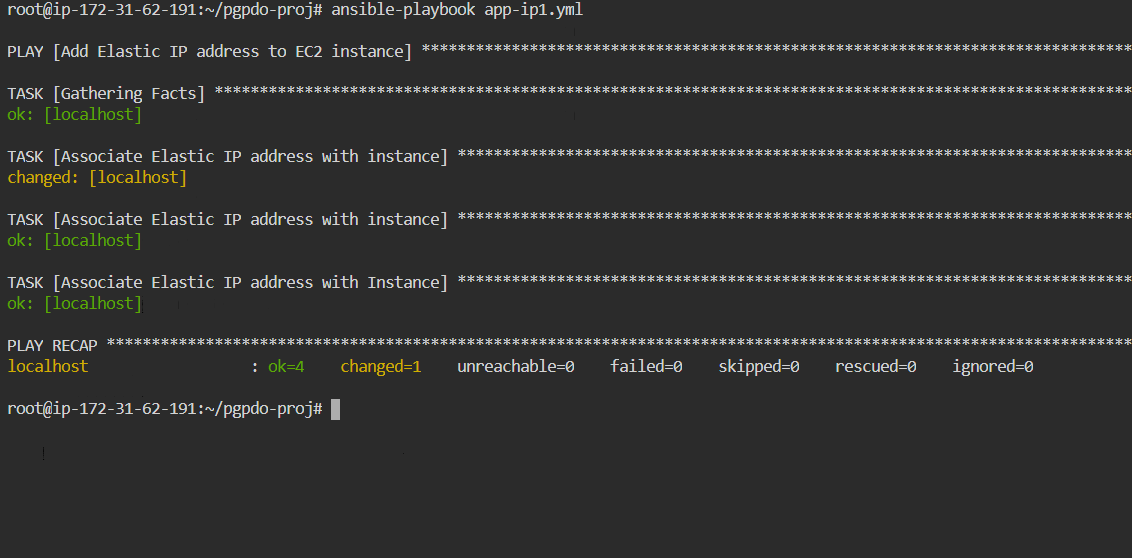 root@ip-172-31-62-191:~/pgpdo-proj# ansible-playbook app-ip1.yml
PLAY [Add Elastic IP address to EC2 instance] *******************************************************************************
TASK [Gathering Facts] ******************************************************************************************************
ok: [localhost]
TASK [Associate Elastic IP address with instance] ***************************************************************************
changed: [localhost]
TASK [Associate Elastic IP address with instance] ***************************************************************************
ok: [localhost]
TASK [Associate Elastic IP address with Instance] ***************************************************************************
ok: [localhost]
PLAY RECAP ******************************************************************************************************************
localhost                  : ok=4    changed=1    unreachable=0    failed=0    skipped=0    rescued=0    ignored=0
root@ip-172-31-62-191:~/pgpdo-proj#